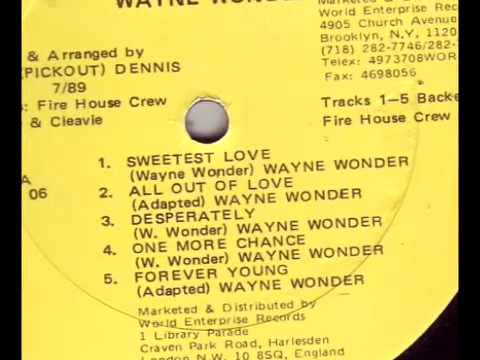 WAYNE
World Enterprise Rec
4905 Church Avenue
Brooklyn, N.Y. 1120
(718) 282-7746/282-
Telex: 4973708WOR
Fax: 4698056
& Arranged by
(PICKOUT) DENNIS
7/89
: Fire House Crew
& Cleavie
Tracks 1—5 Backe
Fire House Crew
A
06
1. SWEETEST LOVE
(Wayne Wonder) WAYNE WONDER
2. ALL OUT OF LOVE
(Adapted) WAYNE WONDER
3. DESPERATELY
(W. Wonder) WAYNE WONDER
4. ONE MORE CHANCE
(W. Wonder) WAYNE WONDER
5. FOREVER YOUNG
(Adapted) WAYNE WONDER
Marketed & Distributed by
World Enterprise Records
1 Library Parade
Craven Park Road, Harlesden
London N.W. 10 8SQ, England